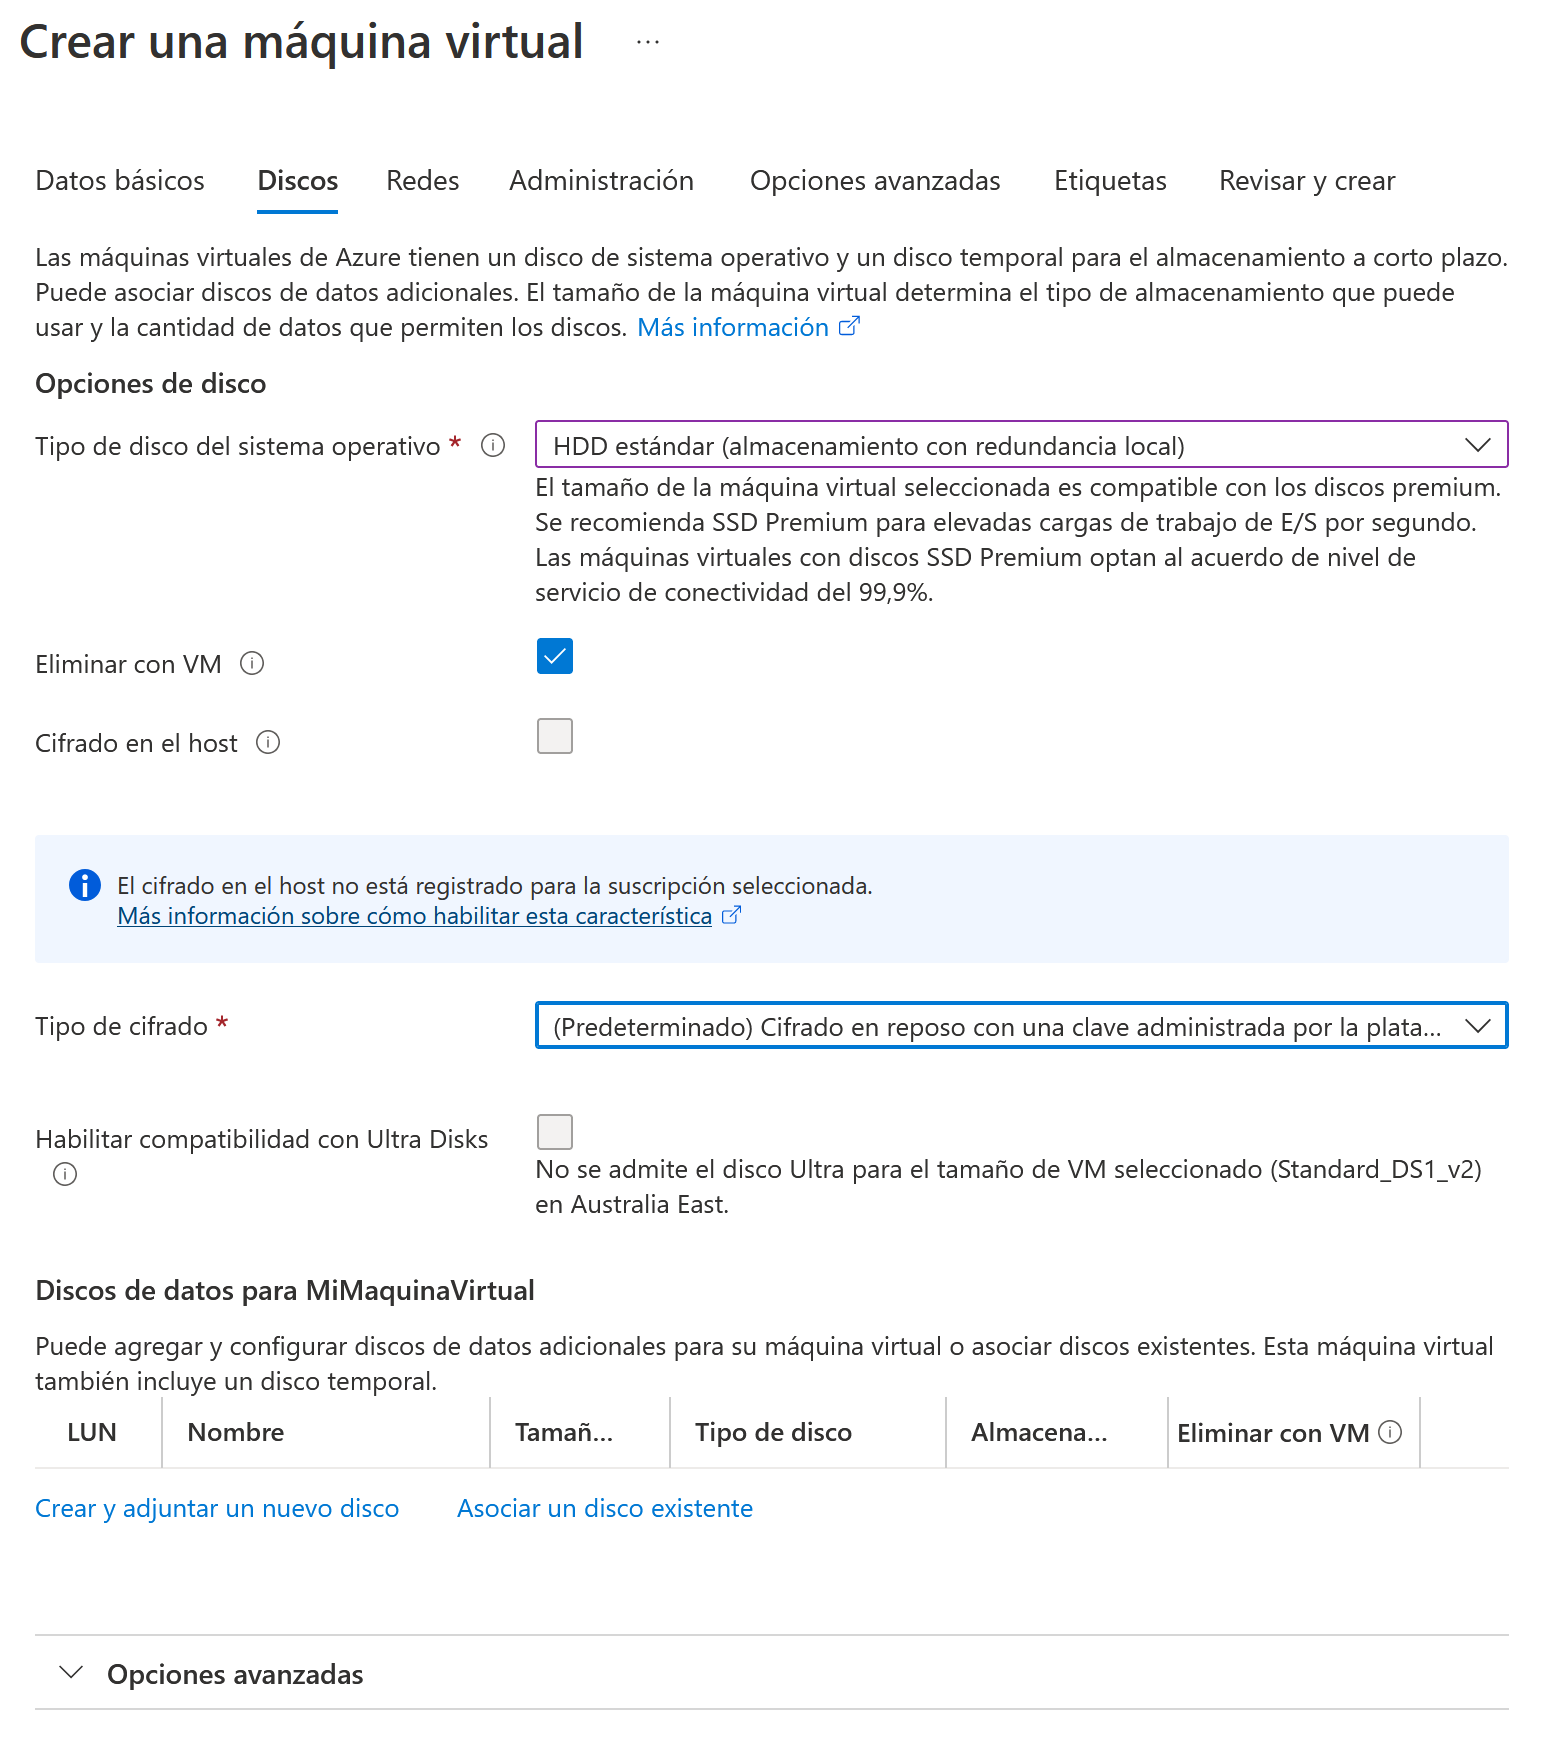 Crear una máquina virtual ...
Datos básicos Discos Redes Administración Opciones avanzadas Etiquetas Revisar y crear
Las máquinas virtuales de Azure tienen un disco de sistema operativo y un disco temporal para el almacenamiento a corto plazo.
Puede asociar discos de datos adicionales. El tamaño de la máquina virtual determina el tipo de almacenamiento que puede
usar y la cantidad de datos que permiten los discos. Más información
Opciones de disco
Tipo de disco del sistema operativo * HDD estándar (almacenamiento con redundancia local)
El tamaño de la máquina virtual seleccionada es compatible con los discos premium.
Se recomienda SSD Premium para elevadas cargas de trabajo de E/S por segundo.
Las máquinas virtuales con discos SSD Premium optan al acuerdo de nivel de
servicio de conectividad del 99,9%.
Eliminar con VM
Cifrado en el host
El cifrado en el host no está registrado para la suscripción seleccionada.
Más información sobre cómo habilitar esta característica
Tipo de cifrado * (Predeterminado) Cifrado en reposo con una clave administrada por la plata...
Habilitar compatibilidad con Ultra Disks
No se admite el disco Ultra para el tamaño de VM seleccionado (Standard_DS1_v2)
en Australia East.
Discos de datos para MiMaquinaVirtual
Puede agregar y configurar discos de datos adicionales para su máquina virtual o asociar discos existentes. Esta máquina virtual
también incluye un disco temporal.
LUN Nombre Tamañ... Tipo de disco Almacena... Eliminar con VM
Crear y adjuntar un nuevo disco Asociar un disco existente
Opciones avanzadas